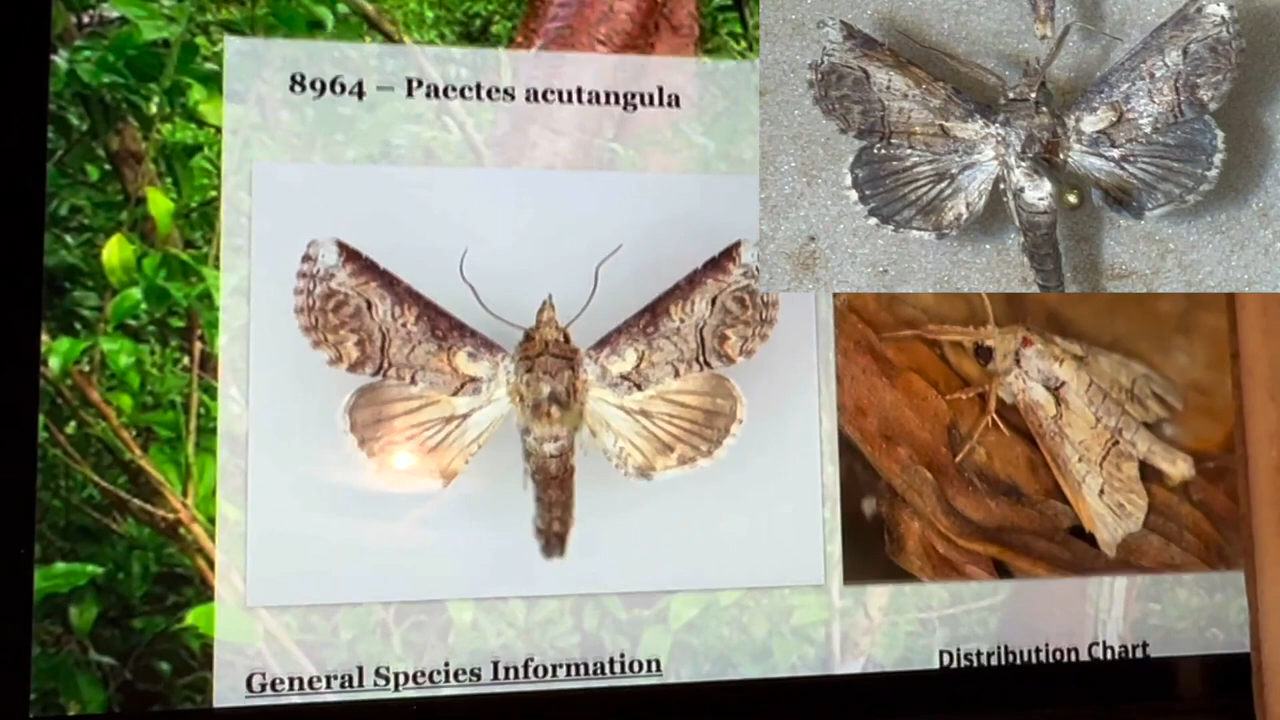 8964 – Paectes acutangula
General Species Information
Distribution Chart